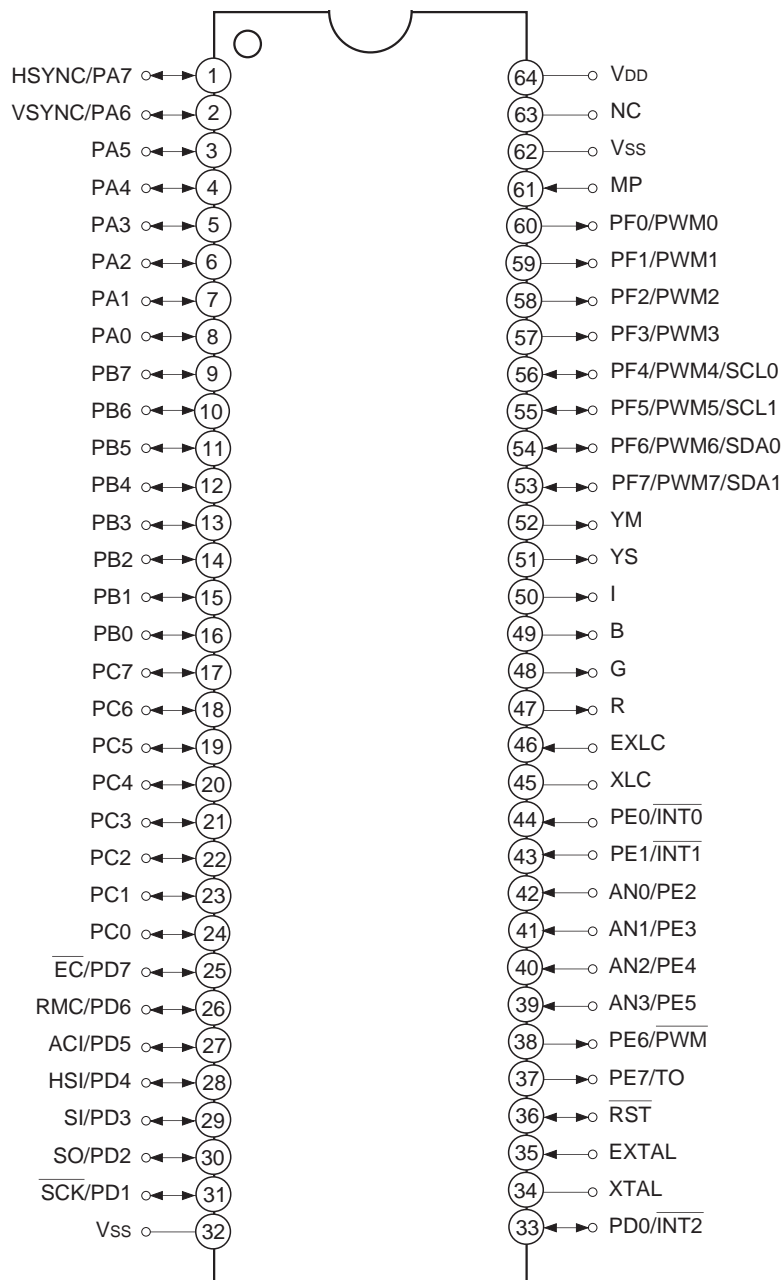 HSYNC/PA7 1 64 VDD
VSYNC/PA6 2 63 NC
PA5 3 62 Vss
PA4 4 61 MP
PA3 5 60 PF0/PWM0
PA2 6 59 PF1/PWM1
PA1 7 58 PF2/PWM2
PA0 8 57 PF3/PWM3
PB7 9 56 PF4/PWM4/SCL0
PB6 10 55 PF5/PWM5/SCL1
PB5 11 54 PF6/PWM6/SDA0
PB4 12 53 PF7/PWM7/SDA1
PB3 13 52 YM
PB2 14 51 YS
PB1 15 50 I
PB0 16 49 B
PC7 17 48 G
PC6 18 47 R
PC5 19 46 EXLC
PC4 20 45 XLC
PC3 21 44 PE0/I̅N̅T̅0̅
PC2 22 43 PE1/I̅N̅T̅1̅
PC1 23 42 AN0/PE2
PC0 24 41 AN1/PE3
E̅C̅/PD7 25 40 AN2/PE4
RMC/PD6 26 39 AN3/PE5
ACI/PD5 27 38 PE6/P̅W̅M̅
HSI/PD4 28 37 PE7/TO
SI/PD3 29 36 R̅S̅T̅
SO/PD2 30 35 EXTAL
S̅C̅K̅/PD1 31 34 XTAL
Vss 32 33 PD0/I̅N̅T̅2̅